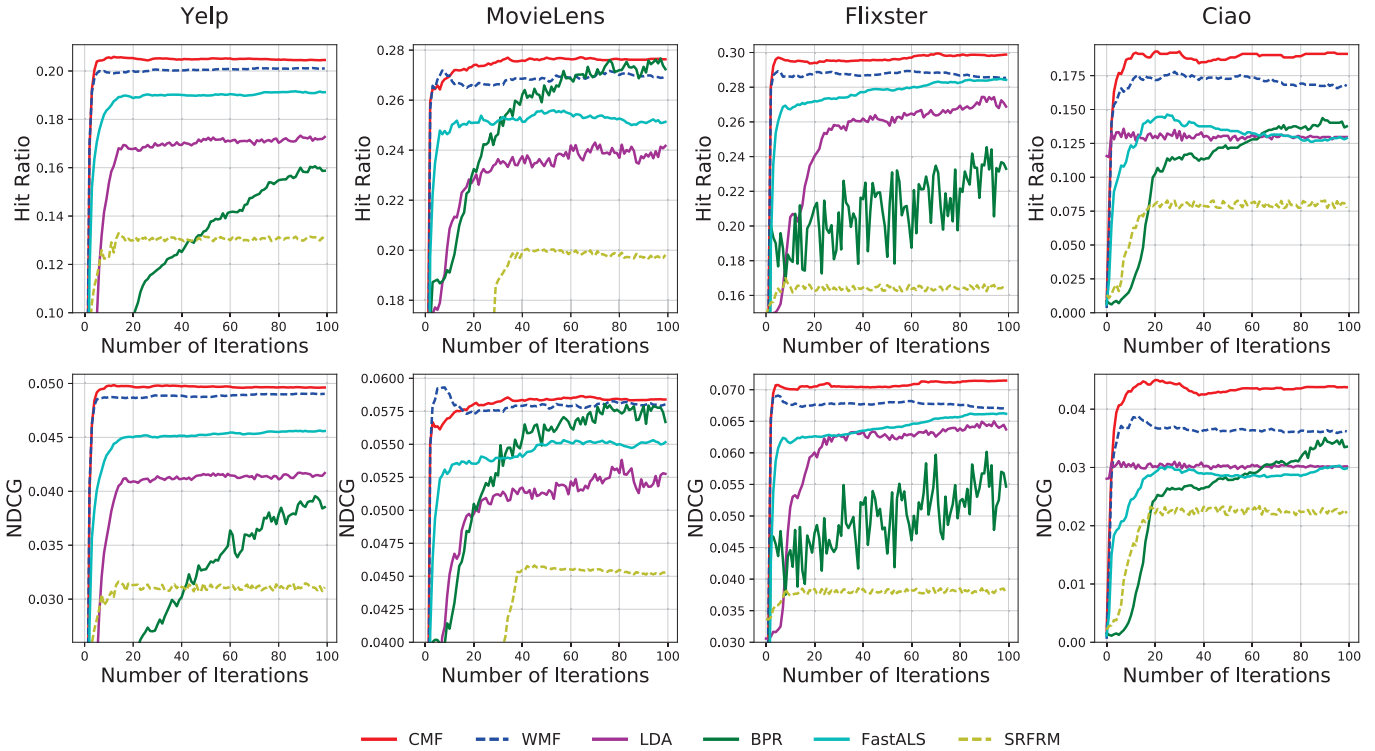 Yelp
MovieLens
Flixster
Ciao
Hit Ratio
0.20
0.18
0.16
0.14
0.12
0.10
0 20 40 60 80 100
Number of Iterations
Hit Ratio
0.28
0.26
0.24
0.22
0.20
0.18
0 20 40 60 80 100
Number of Iterations
Hit Ratio
0.30
0.28
0.26
0.24
0.22
0.20
0.18
0.16
0 20 40 60 80 100
Number of Iterations
Hit Ratio
0.175
0.150
0.125
0.100
0.075
0.050
0.025
0.000
0 20 40 60 80 100
Number of Iterations
NDCG
0.050
0.045
0.040
0.030
0.030
0 20 40 60 80 100
Number of Iterations
NDCG
0.0600
0.0575
0.0550
0.0525
0.0500
0.0475
0.0454
0.0425
0.0400
0 20 40 60 80 100
Number of Iterations
NDCG
0.070
0.065
0.060
0.055
0.050
0.045
0.040
0.038
0.030
0 20 40 60 80 100
Number of Iterations
NDCG
0.04
0.03
0.02
0.01
0.00
0 20 40 60 80 100
Number of Iterations
CMF WMF LDA BPR FastALS SRFRM